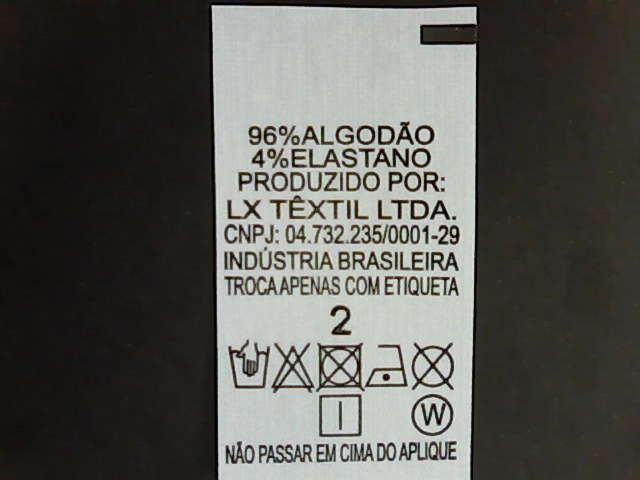 96%ALGODÃO
4%ELASTANO
PRODUZIDO POR:
LX TÊXTIL LTDA.
CNPJ: 04.732.235/0001-29
INDÚSTRIA BRASILEIRA
TROCA APENAS COM ETIQUETA
2
W
NÃO PASSAR EM CIMA DO APLIQUE